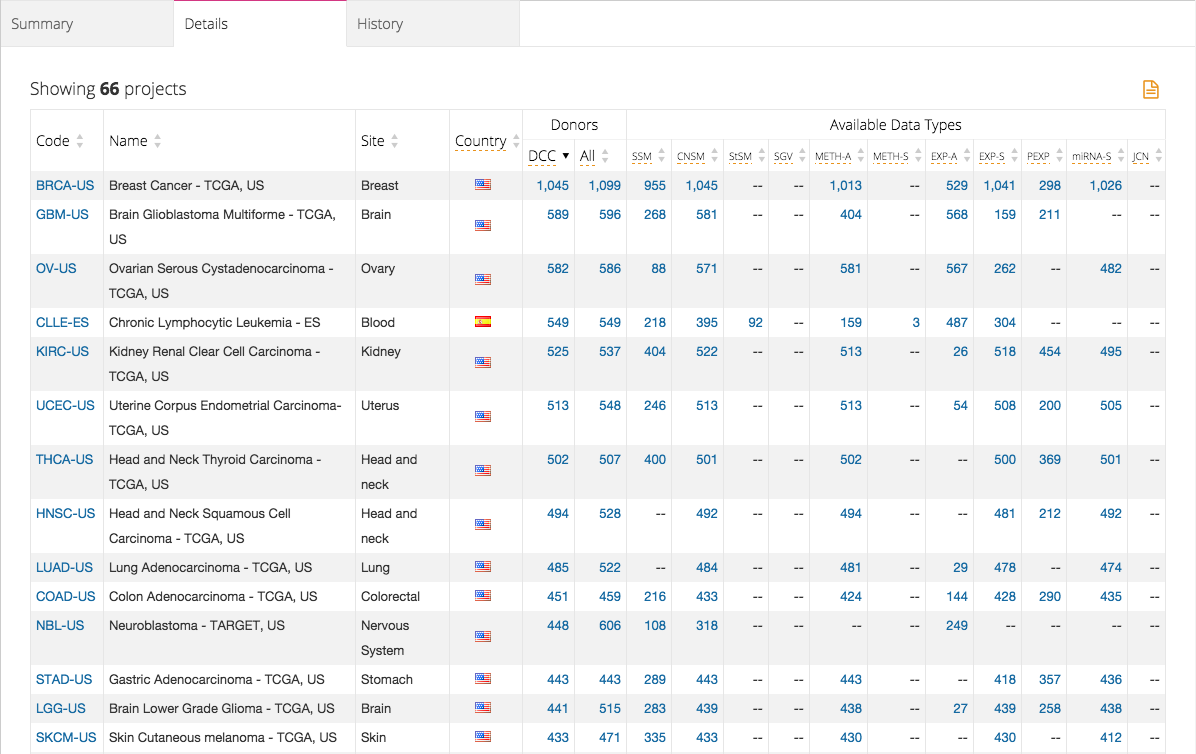 Summary Details History
Showing 66 projects
Donors Available Data Types
Code Name Site Country
DCC ▼ All SSM CNSM StSM SGV METH-A METH-S EXP-A EXP-S PEXP miRNA-S JCN
BRCA-US Breast Cancer - TCGA, US Breast 1,045 1,099 955 1,045 -- -- 1,013 -- 529 1,041 298 1,026 --
GBM-US Brain Glioblastoma Multiforme - TCGA, Brain 589 596 268 581 -- -- 404 -- 568 159 211 -- --
US
OV-US Ovarian Serous Cystadenocarcinoma - Ovary 582 586 88 571 -- -- 581 -- 567 262 -- 482 --
TCGA, US
CLLE-ES Chronic Lymphocytic Leukemia - ES Blood 549 549 218 395 92 -- 159 3 487 304 -- -- --
KIRC-US Kidney Renal Clear Cell Carcinoma - Kidney 525 537 404 522 -- -- 513 -- 26 518 454 495 --
TCGA, US
UCEC-US Uterine Corpus Endometrial Carcinoma- Uterus 513 548 246 513 -- -- 513 -- 54 508 200 505 --
TCGA, US
THCA-US Head and Neck Thyroid Carcinoma - Head and 502 507 400 501 -- -- 502 -- -- 500 369 501 --
TCGA, US neck
HNSC-US Head and Neck Squamous Cell Head and 494 528 -- 492 -- -- 494 -- -- 481 212 492 --
Carcinoma - TCGA, US neck
LUAD-US Lung Adenocarcinoma - TCGA, US Lung 485 522 -- 484 -- -- 481 -- 29 478 -- 474 --
COAD-US Colon Adenocarcinoma - TCGA, US Colorectal 451 459 216 433 -- -- 424 -- 144 428 290 435 --
NBL-US Neuroblastoma - TARGET, US Nervous 448 606 108 318 -- -- -- -- 249 -- -- -- --
System
STAD-US Gastric Adenocarcinoma - TCGA, US Stomach 443 443 289 443 -- -- 443 -- -- 418 357 436 --
LGG-US Brain Lower Grade Glioma - TCGA, US Brain 441 515 283 439 -- -- 438 -- 27 439 258 438 --
SKCM-US Skin Cutaneous melanoma - TCGA, US Skin 433 471 335 433 -- -- 430 -- -- 430 -- 412 --